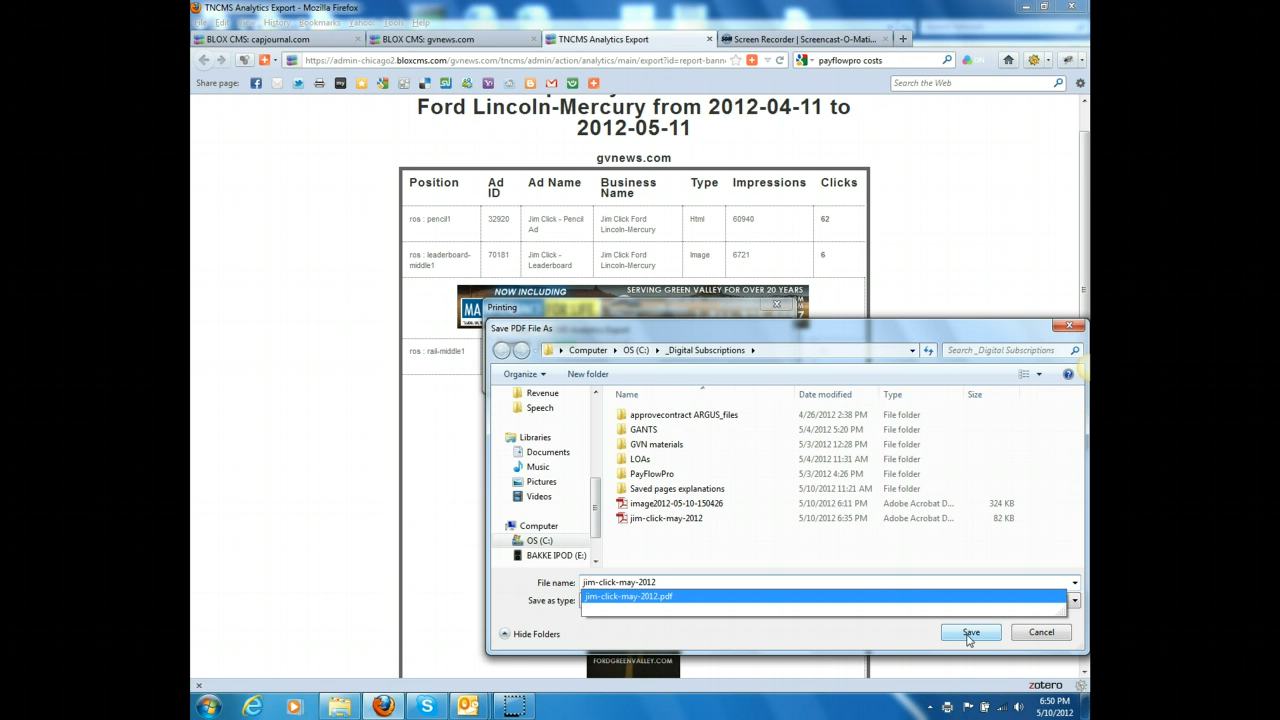 TNCMS Analytics Export - Mozilla Firefox
File Edit View History Bookmarks Yahoo! Tools Help
BLOX CMS: capjournal.com
BLOX CMS: gvnews.com
TNCMS Analytics Export
Screen Recorder | Screencast-O-Mati...
https://admin-chicago2.bloxcms.com/gvnews.com/tncms/admin/action/analytics/main/export?id=report-bann
payflowpro costs
Share page:
Search the Web
Ford Lincoln-Mercury from 2012-04-11 to
2012-05-11
gvnews.com
Position Ad ID Ad Name Business Name Type Impressions Clicks
ros : pencil1 32920 Jim Click - Pencil Ad Jim Click Ford Lincoln-Mercury Html 60940 62
ros : leaderboard-middle1 70181 Jim Click - Leaderboard Jim Click Ford Lincoln-Mercury Image 6721 6
NOW INCLUDING SERVING GREEN VALLEY FOR OVER 20 YEARS
MA FOR LIFE
Printing
Save PDF File As
ros : rail-middle1
Computer OS (C:) _Digital Subscriptions
Search _Digital Subscriptions
Organize New folder
Revenue
Speech
Libraries
Documents
Music
Pictures
Videos
Computer
OS (C:)
BAKKE IPOD (E:)
Name Date modified Type Size
approvecontract ARGUS_files 4/26/2012 2:38 PM File folder
GANTS 5/4/2012 5:20 PM File folder
GVN materials 5/3/2012 12:28 PM File folder
LOAs 5/4/2012 11:31 AM File folder
PayFlowPro 5/3/2012 4:26 PM File folder
Saved pages explanations 5/10/2012 11:21 AM File folder
image2012-05-10-150426 5/10/2012 6:11 PM Adobe Acrobat D... 324 KB
jim-click-may-2012 5/10/2012 6:35 PM Adobe Acrobat D... 82 KB
File name: jim-click-may-2012
Save as type:
jim-click-may-2012.pdf
Hide Folders
Save
Cancel
FORDGREENVALLEY.COM
zotero
6:50 PM
5/10/2012